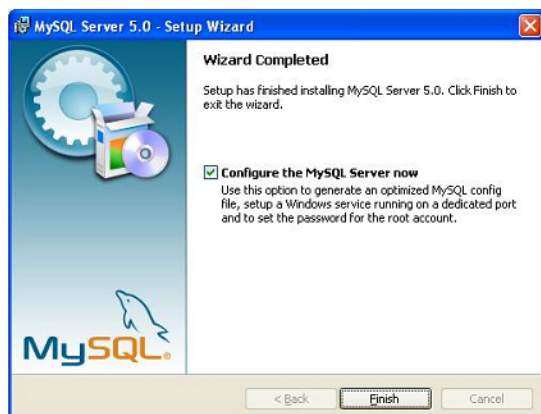 MySQL Server 5.0 - Setup Wizard
Wizard Completed
Setup has finished installing MySQL Server 5.0. Click Finish to
exit the wizard.
Configure the MySQL Server now
Use this option to generate an optimized MySQL config
file, setup a Windows service running on a dedicated port
and to set the password for the root account.
MySQL®
< Back Finish Cancel